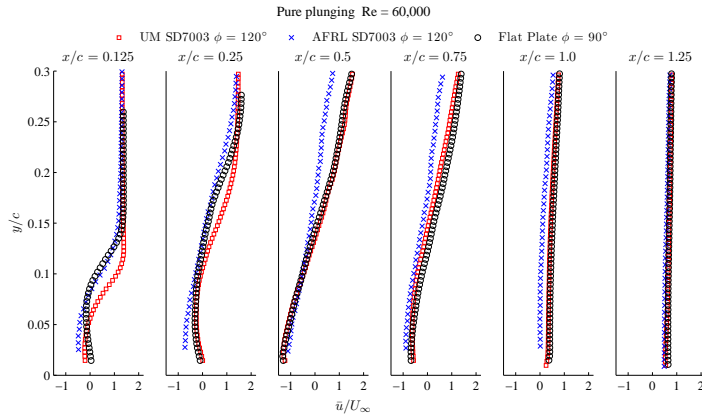 Pure plunging Re = 60,000
UM SD7003 ϕ = 120° AFRL SD7003 ϕ = 120° Flat Plate ϕ = 90°
x/c = 0.125 x/c = 0.25 x/c = 0.5 x/c = 0.75 x/c = 1.0 x/c = 1.25
0.3
0.25
0.2
0.15
0.1
0.05
0
y/c
-1 0 1 2 -1 0 1 2 -1 0 1 2 -1 0 1 2 -1 0 1 2 -1 0 1 2
ū/U∞